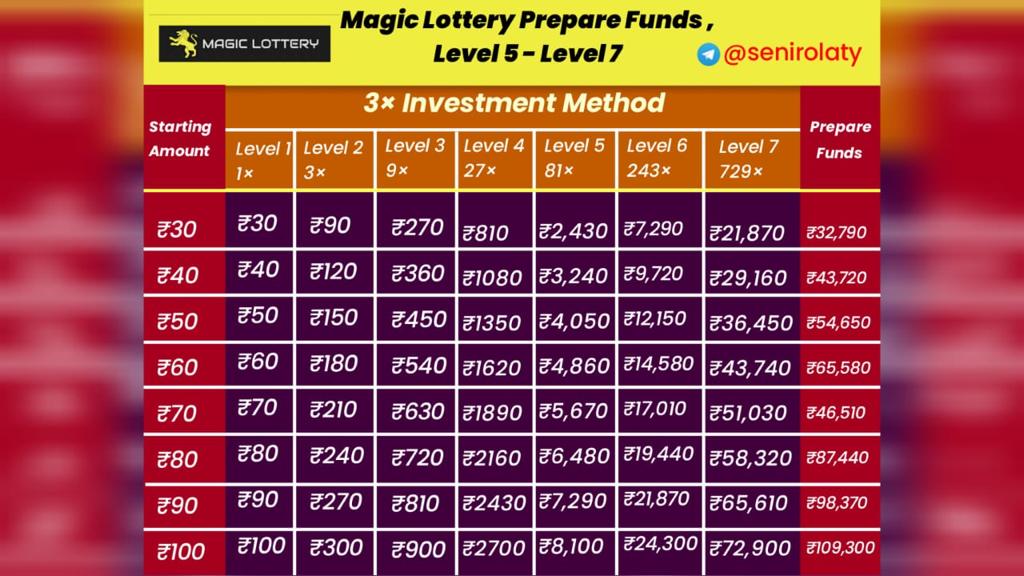 MAGIC LOTTERY
Magic Lottery Prepare Funds ,
Level 5 - Level 7
@senirolaty
3× Investment Method
Starting Amount Level 1 1× Level 2 3× Level 3 9× Level 4 27× Level 5 81× Level 6 243× Level 7 729× Prepare Funds
₹30 ₹30 ₹90 ₹270 ₹810 ₹2,430 ₹7,290 ₹21,870 ₹32,790
₹40 ₹40 ₹120 ₹360 ₹1080 ₹3,240 ₹9,720 ₹29,160 ₹43,720
₹50 ₹50 ₹150 ₹450 ₹1350 ₹4,050 ₹12,150 ₹36,450 ₹54,650
₹60 ₹60 ₹180 ₹540 ₹1620 ₹4,860 ₹14,580 ₹43,740 ₹65,580
₹70 ₹70 ₹210 ₹630 ₹1890 ₹5,670 ₹17,010 ₹51,030 ₹46,510
₹80 ₹80 ₹240 ₹720 ₹2160 ₹6,480 ₹19,440 ₹58,320 ₹87,440
₹90 ₹90 ₹270 ₹810 ₹2430 ₹7,290 ₹21,870 ₹65,610 ₹98,370
₹100 ₹100 ₹300 ₹900 ₹2700 ₹8,100 ₹24,300 ₹72,900 ₹109,300